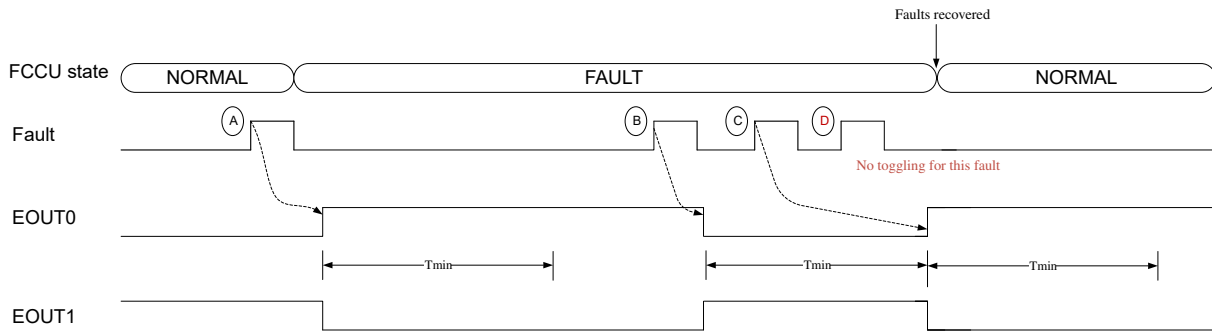 Faults recovered
FCCU state
NORMAL
FAULT
NORMAL
Fault
A
B
C
D
No toggling for this fault
EOUT0
Tmin
Tmin
Tmin
EOUT1